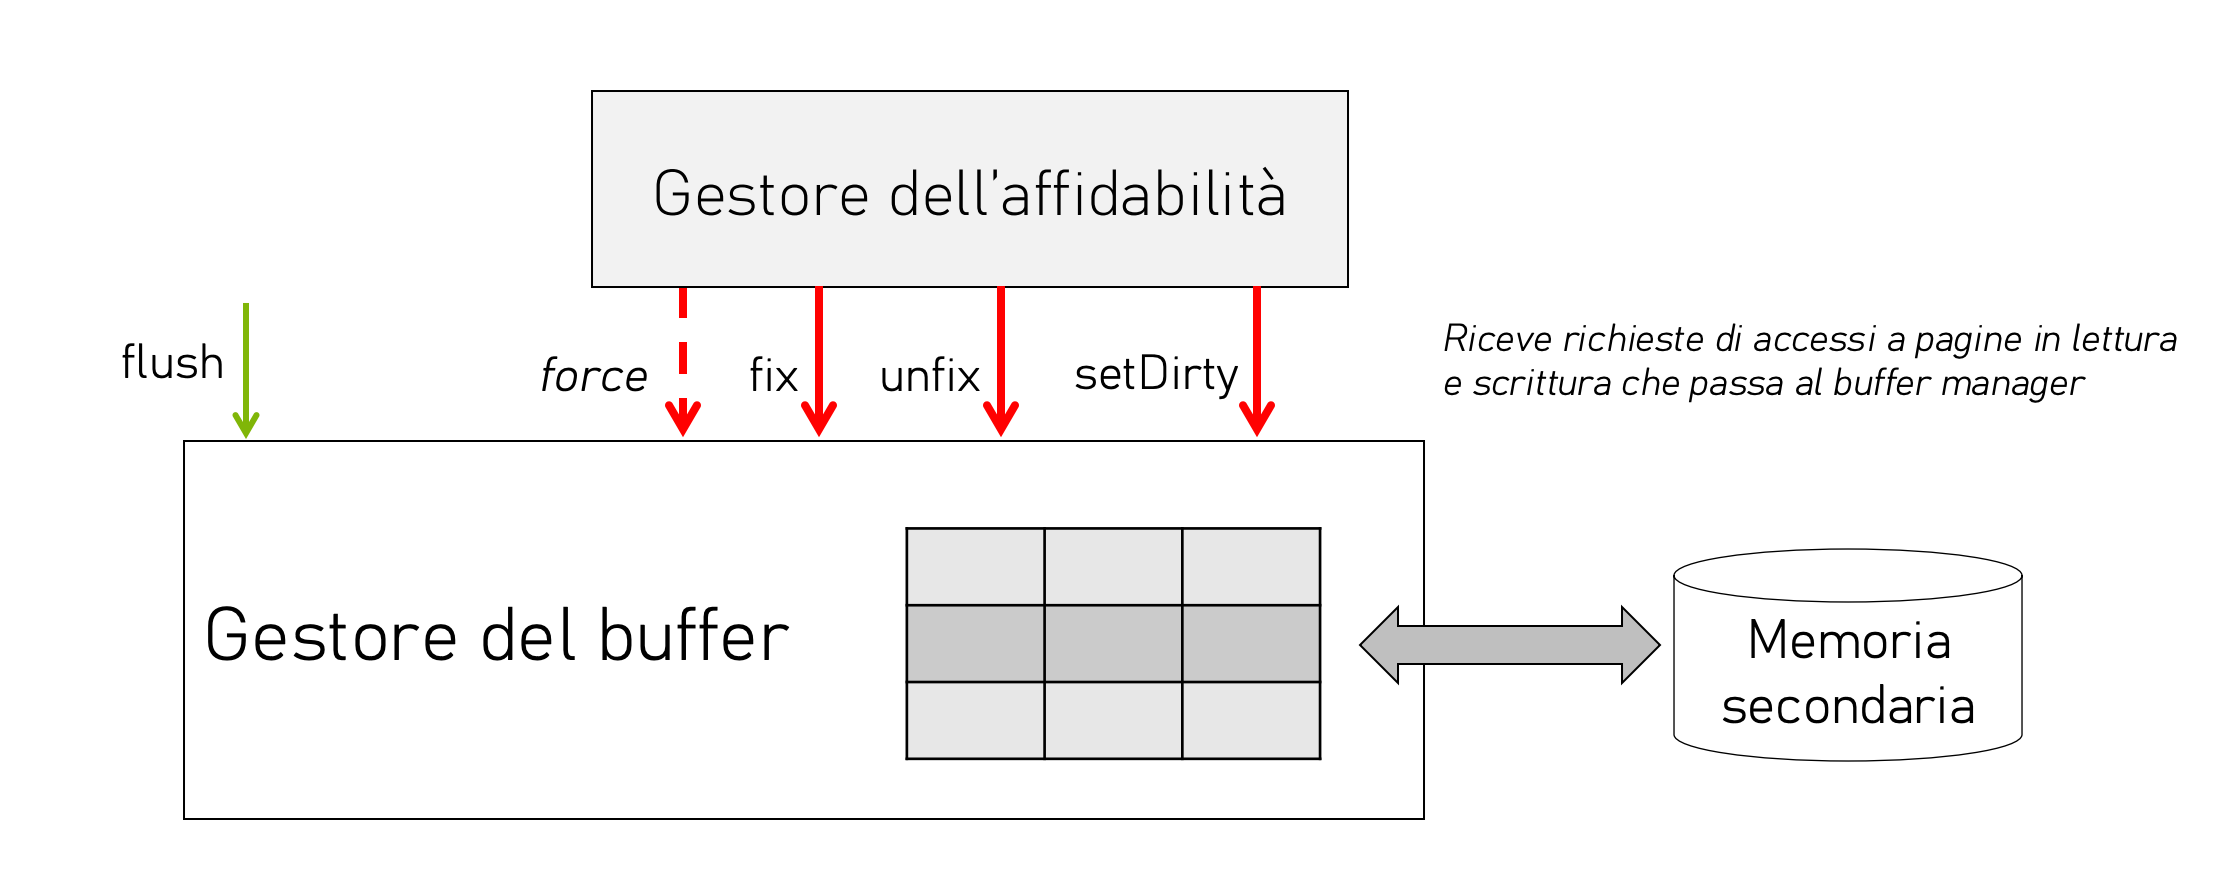 Gestore dell'affidabilità
flush
force
fix
unfix
setDirty
Riceve richieste di accessi a pagine in lettura
e scrittura che passa al buffer manager
Gestore del buffer
Memoria
secondaria